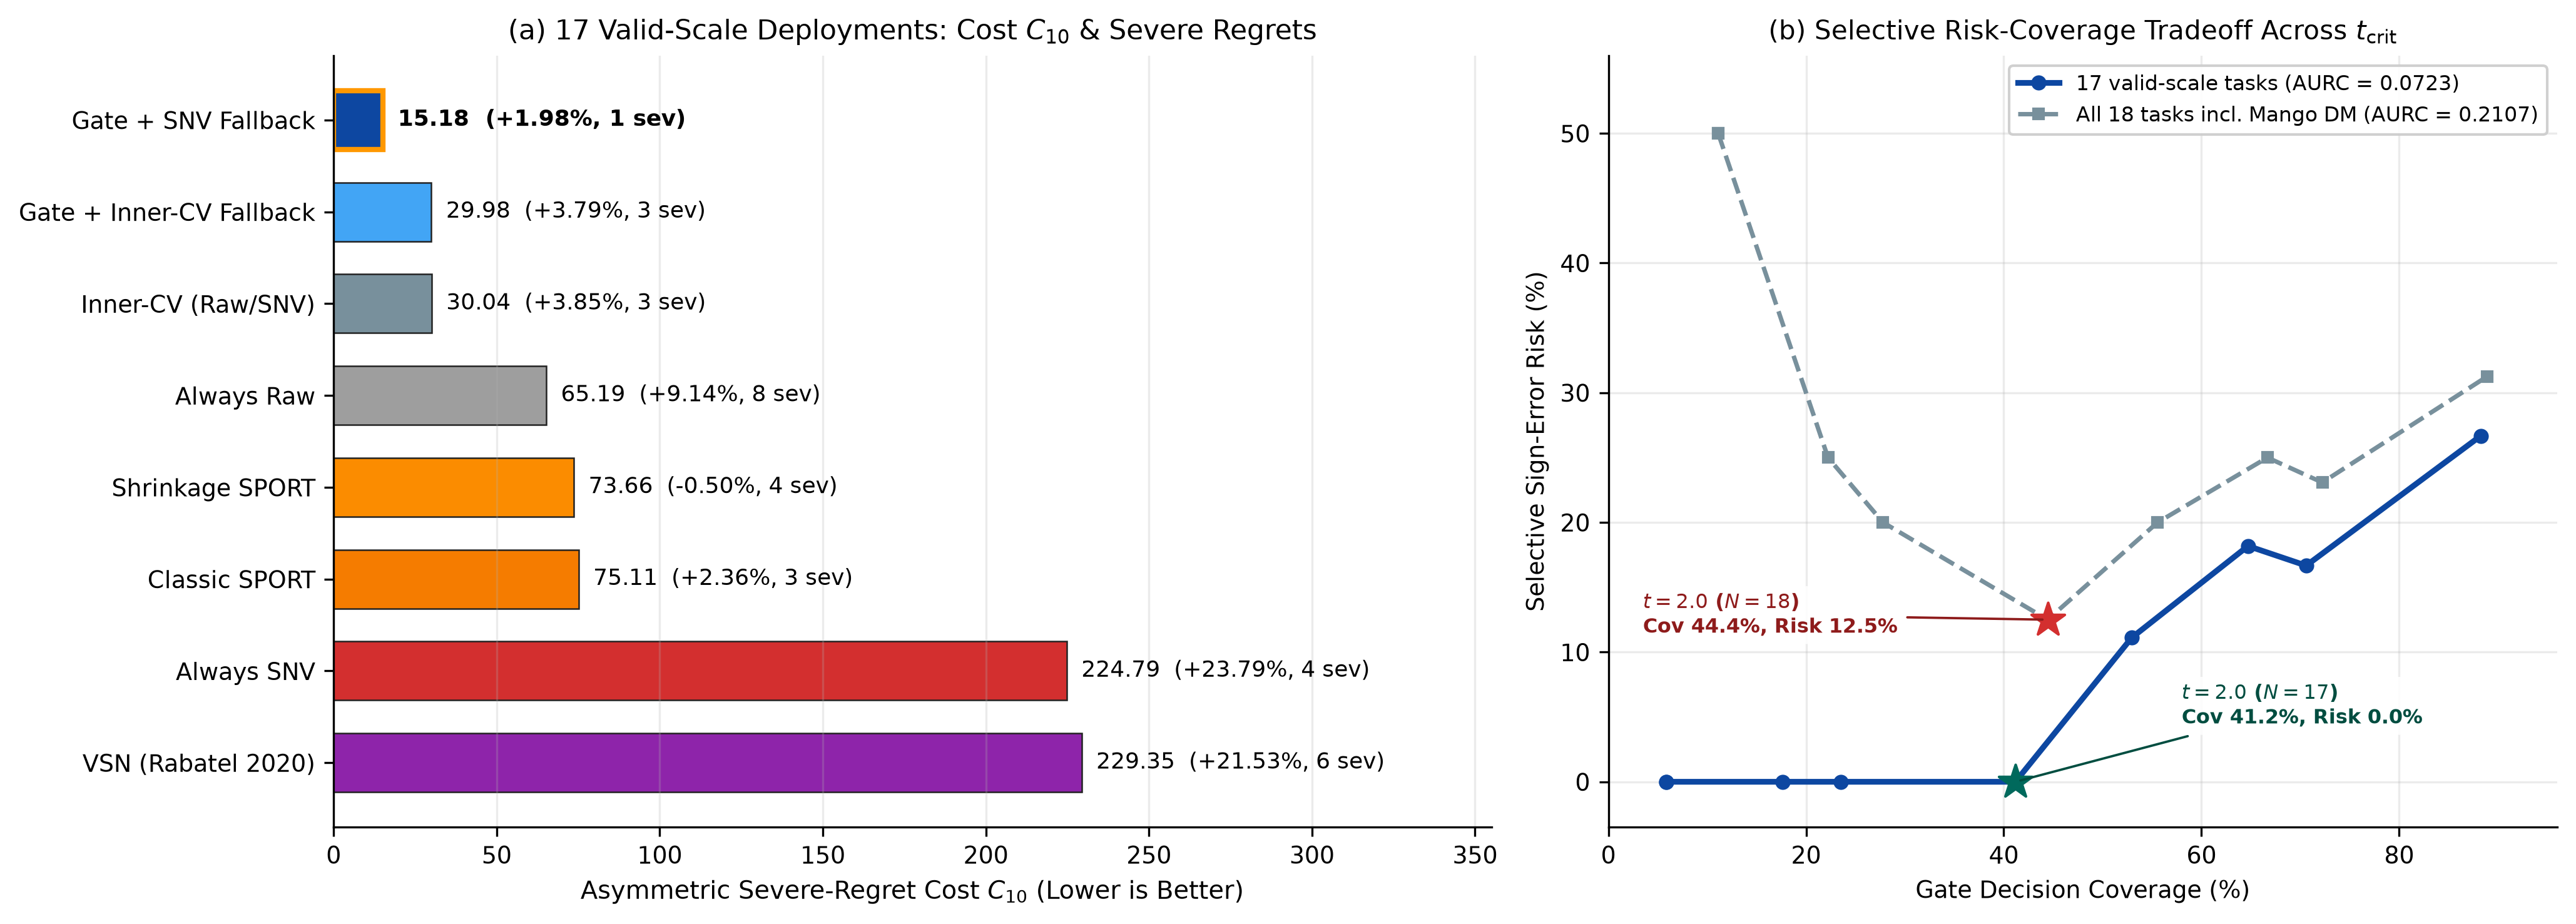 (a) 17 Valid-Scale Deployments: Cost C10 & Severe Regrets
Gate + SNV Fallback
15.18 (+1.98%, 1 sev)
Gate + Inner-CV Fallback
29.98 (+3.79%, 3 sev)
Inner-CV (Raw/SNV)
30.04 (+3.85%, 3 sev)
Always Raw
65.19 (+9.14%, 8 sev)
Shrinkage SPORT
73.66 (-0.50%, 4 sev)
Classic SPORT
75.11 (+2.36%, 3 sev)
Always SNV
224.79 (+23.79%, 4 sev)
VSN (Rabatel 2020)
229.35 (+21.53%, 6 sev)
0 50 100 150 200 250 300 350
Asymmetric Severe-Regret Cost C10 (Lower is Better)
(b) Selective Risk-Coverage Tradeoff Across tcrit
17 valid-scale tasks (AURC = 0.0723)
All 18 tasks incl. Mango DM (AURC = 0.2107)
Selective Sign-Error Risk (%)
50
40
30
20
10
0
t = 2.0 (N = 18)
Cov 44.4%, Risk 12.5%
t = 2.0 (N = 17)
Cov 41.2%, Risk 0.0%
0 20 40 60 80
Gate Decision Coverage (%)